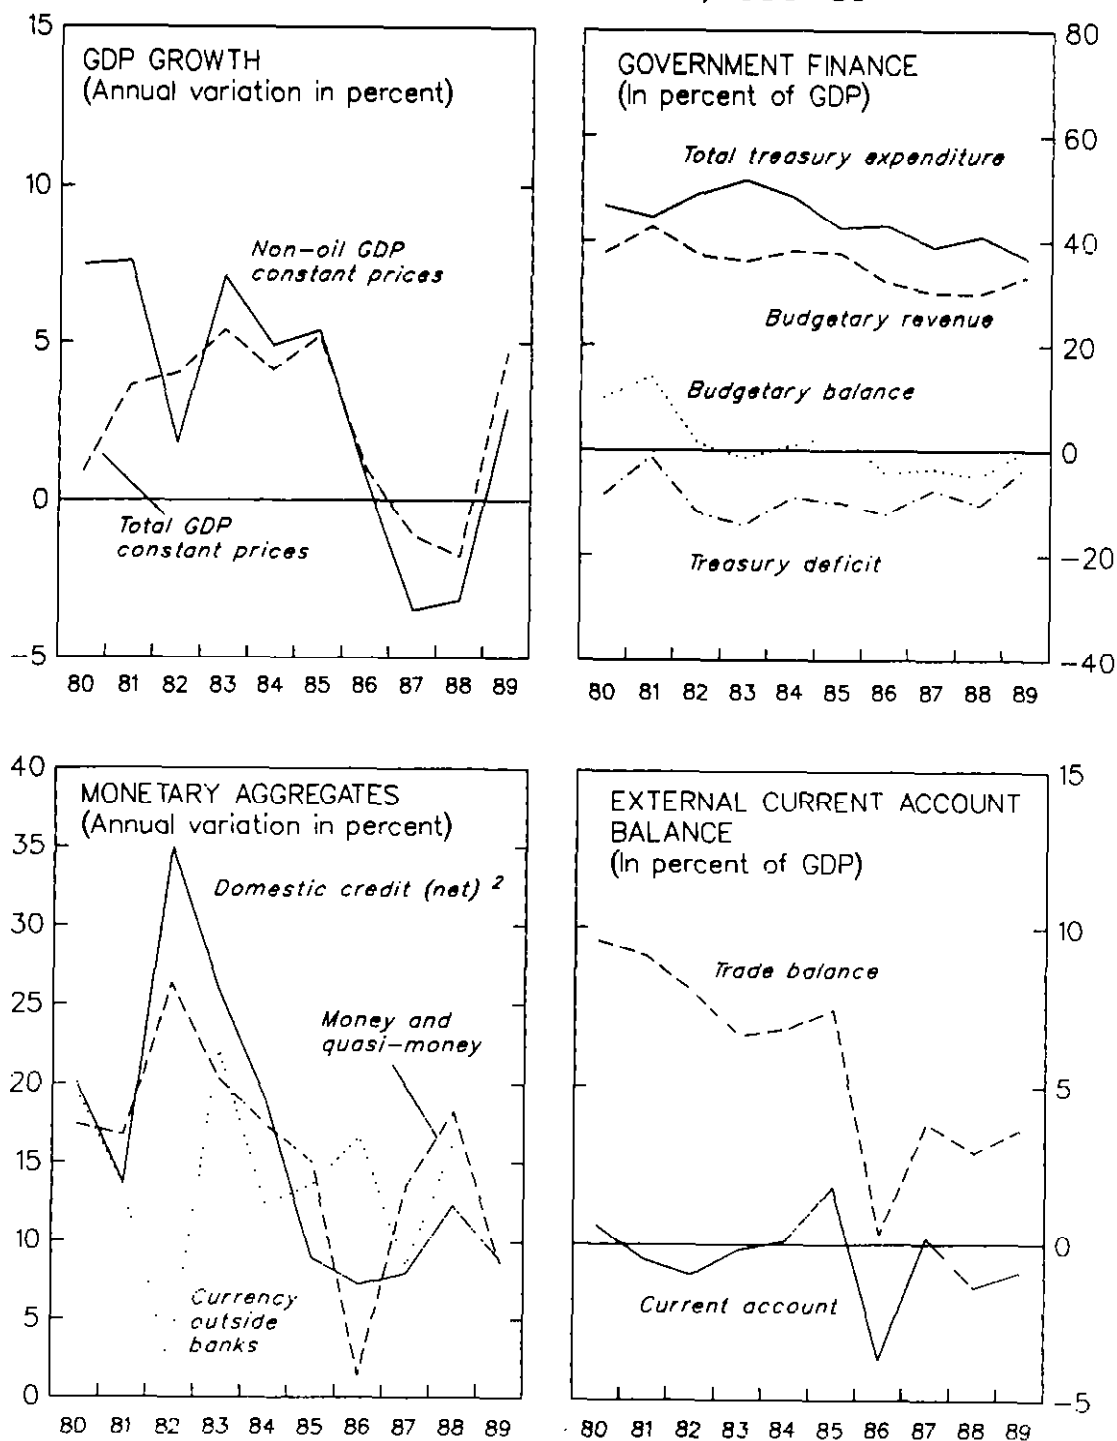 15
GDP GROWTH
(Annual variation in percent)
10
Non-oil GDP
constant prices
5
0
Total GDP
constant prices
-5
80 81 82 83 84 85 86 87 88 89
80
GOVERNMENT FINANCE
(In percent of GDP)
60
Total treasury expenditure
40
Budgetary revenue
20
Budgetary balance
0
Treasury deficit
-20
-40
80 81 82 83 84 85 86 87 88 89
40
MONETARY AGGREGATES
(Annual variation in percent)
35
Domestic credit (net) 2
30
25
Money and
quasi-money
20
15
10
Currency
outside
banks
5
0
80 81 82 83 84 85 86 87 88 89
15
EXTERNAL CURRENT ACCOUNT
BALANCE
(In percent of GDP)
10
Trade balance
5
0
Current account
-5
80 81 82 83 84 85 86 87 88 89